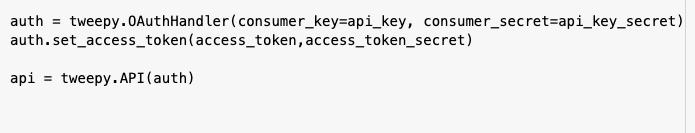 auth = tweepy.OAuthHandler(consumer_key=api_key, consumer_secret=api_key_secret)
auth.set_access_token(access_token,access_token_secret)
api = tweepy.API(auth)